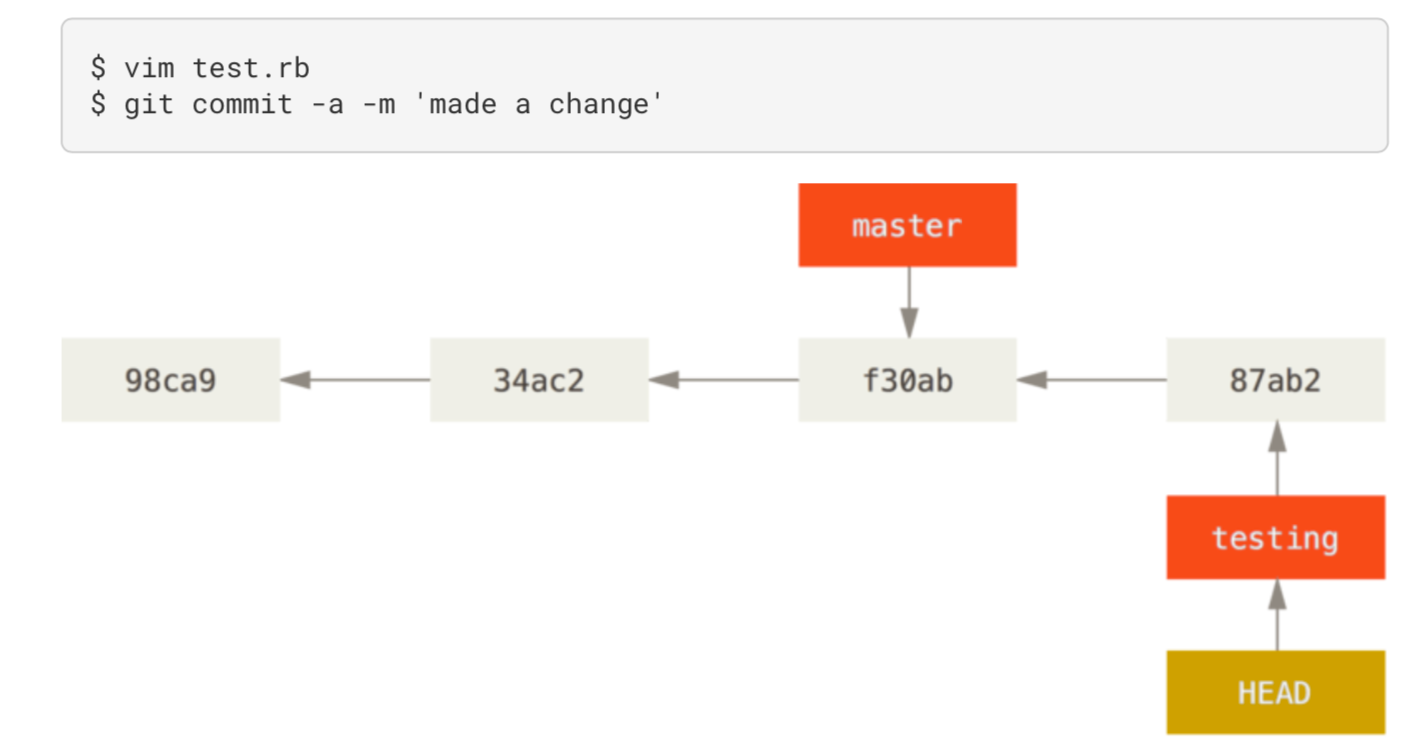 $ vim test.rb
$ git commit -a -m 'made a change'
master
98ca9 34ac2 f30ab 87ab2
testing
HEAD